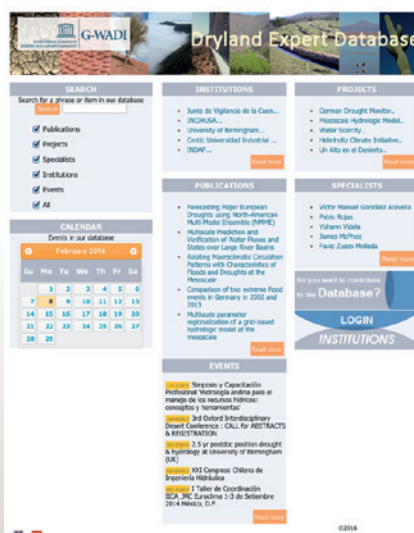 G-WADI
Dryland Expert Database
SEARCH
Search for a phrase or item in our database
Search
Publications
Projects
Specialists
Institutions
Events
All
CALENDAR
Events in our database
February 2016
Su Mo Tu We Th Fr Sa
1 2 3 4 5 6
7 8 9 10 11 12 13
14 15 16 17 18 19 20
21 22 23 24 25 26 27
28 29
INSTITUTIONS
Junta de Vigilancia de la Cuen...
INCIHUSA...
University of Birmingham...
Centic Universidad Industrial ...
INDAP...
Read more
PUBLICATIONS
Forecasting Major European
Droughts using North-American
Multi-Model Ensemble (NMME)
Multiscale Prediction and
Verification of Water Fluxes and
States over Large River Basins
Relating Macroclimatic Circulation
Patterns with Characteristics of
Floods and Droughts at the
Mesoscale
Comparison of two extreme flood
events in Germany in 2002 and
2013
Multiscale parameter
regionalization of a grid-based
hydrologic model at the
mesoscale
Read more
EVENTS
Simposio y Capacitación
Profesional 'Hidrología andina para el
manejo de los recursos hídricos:
conceptos y herramientas'
3rd Oxford Interdisciplinary
Desert Conference : CALL for ABSTRACTS
& REGISTRATION
2.5 yr postdoc position drought
& hydrology at University of Birmingham
(UK)
XXI Congreso Chileno de
Ingeniería Hidráulica
I Taller de Coordinación
IICA_JRC Euroclima 1-3 de Setiembre
2014 México, D.F.
Read more
PROJECTS
German Drought Monitor...
Mesoscale Hydrologic Model...
Water Scarcity...
Helmholtz Climate Initiative...
Un Alto en el Desierto...
Read more
SPECIALISTS
Víctor Manuel González Aravena
Pablo Rojas
Yohann Videla
James McPhee
Read more
Do you want to contribute
to the Database?
LOGIN
INSTITUTIONS
©2016